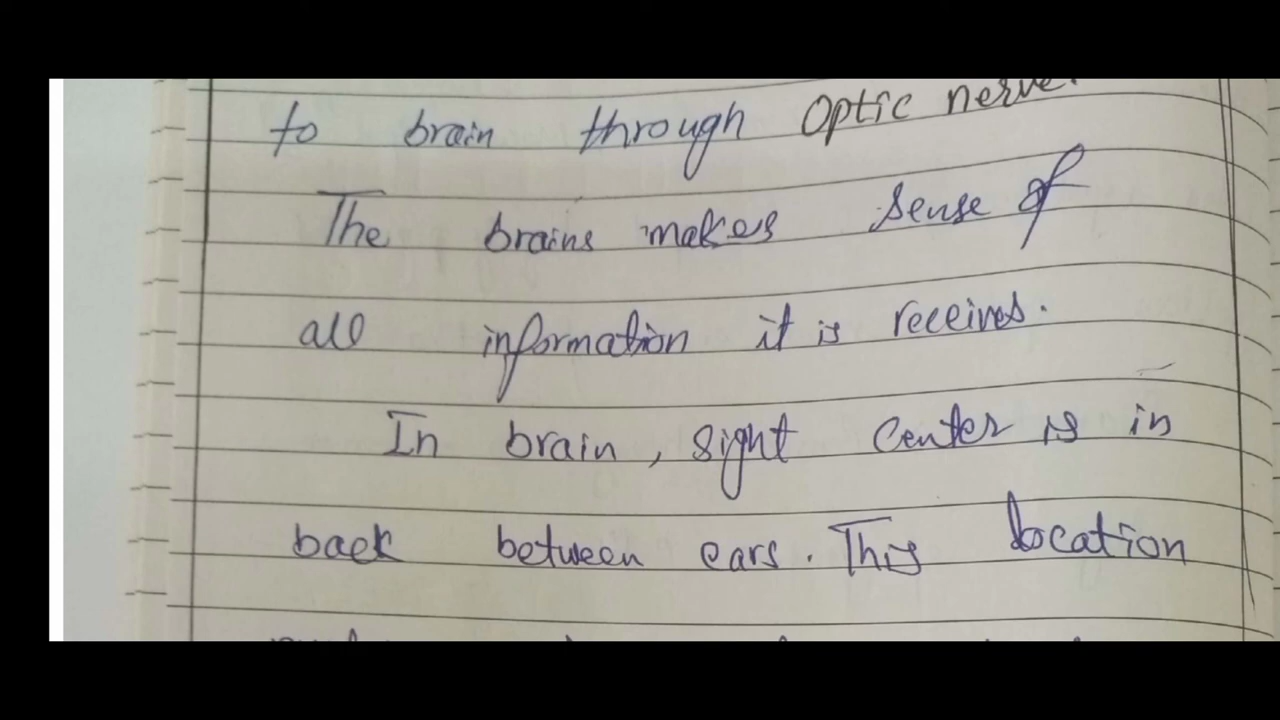 to brain through Optic nerve.
The brains makes sense of
all information it is receives.
In brain, sight center is in
back between ears. This location